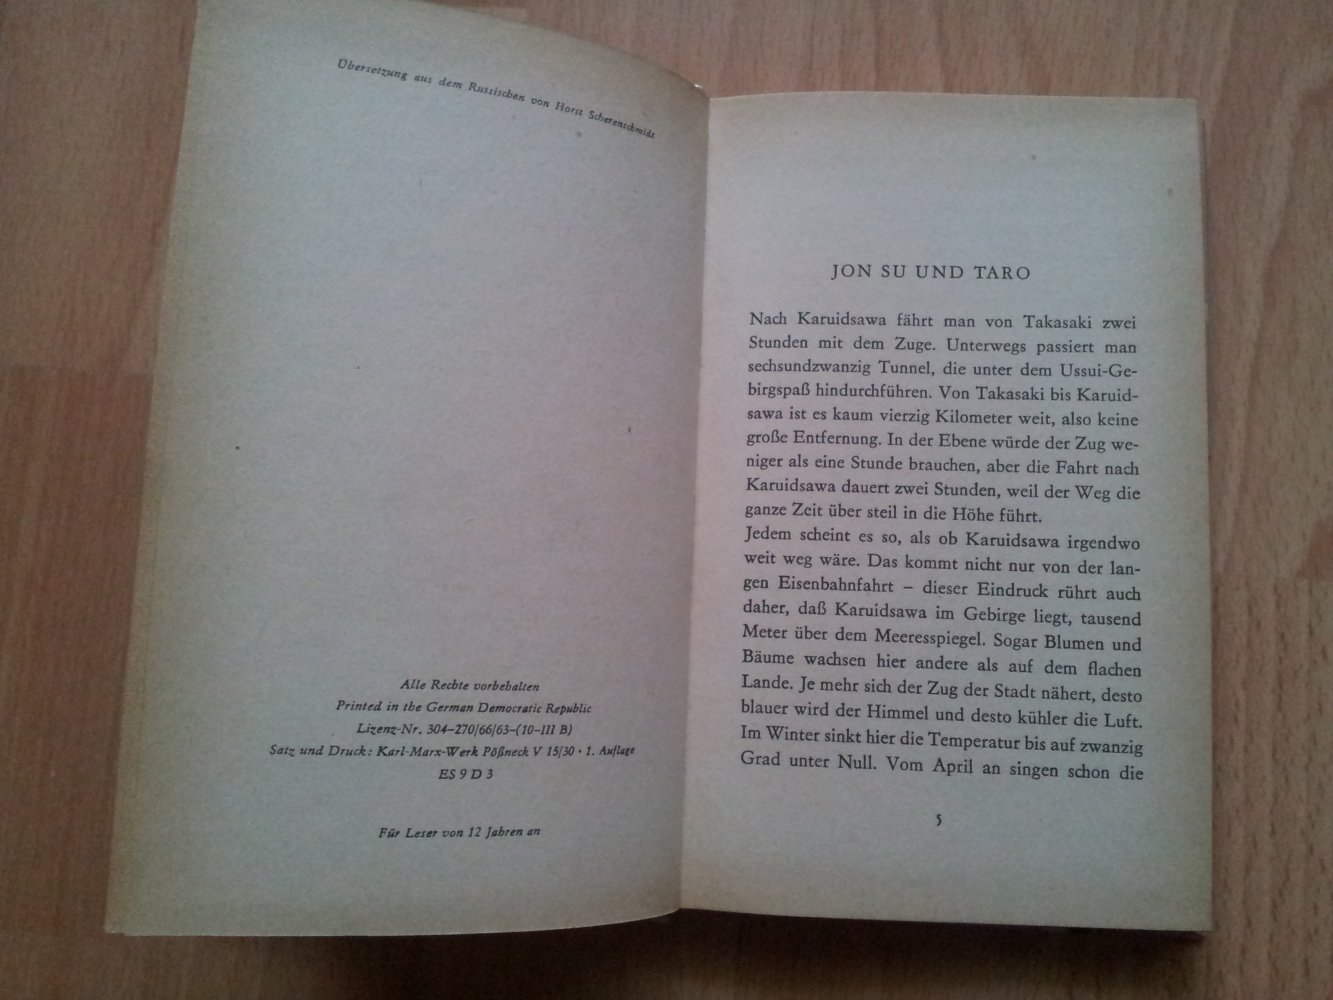 Übersetzung aus dem Russischen von Horst Scherenschmidt
Alle Rechte vorbehalten
Printed in the German Democratic Republic
Lizenz-Nr. 304–270/66/63–(10–III B)
Satz und Druck: Karl-Marx-Werk Pößneck V 15/30 · 1. Auflage
ES 9 D 3
Für Leser von 12 Jahren an
JON SU UND TARO
Nach Karuidsawa fährt man von Takasaki zwei
Stunden mit dem Zuge. Unterwegs passiert man
sechsundzwanzig Tunnel, die unter dem Ussui-Ge-
birgspaß hindurchführen. Von Takasaki bis Karuid-
sawa ist es kaum vierzig Kilometer weit, also keine
große Entfernung. In der Ebene würde der Zug we-
niger als eine Stunde brauchen, aber die Fahrt nach
Karuidsawa dauert zwei Stunden, weil der Weg die
ganze Zeit über steil in die Höhe führt.
Jedem scheint es so, als ob Karuidsawa irgendwo
weit weg wäre. Das kommt nicht nur von der lan-
gen Eisenbahnfahrt – dieser Eindruck rührt auch
daher, daß Karuidsawa im Gebirge liegt, tausend
Meter über dem Meeresspiegel. Sogar Blumen und
Bäume wachsen hier andere als auf dem flachen
Lande. Je mehr sich der Zug der Stadt nähert, desto
blauer wird der Himmel und desto kühler die Luft.
Im Winter sinkt hier die Temperatur bis auf zwanzig
Grad unter Null. Vom April an singen schon die
5